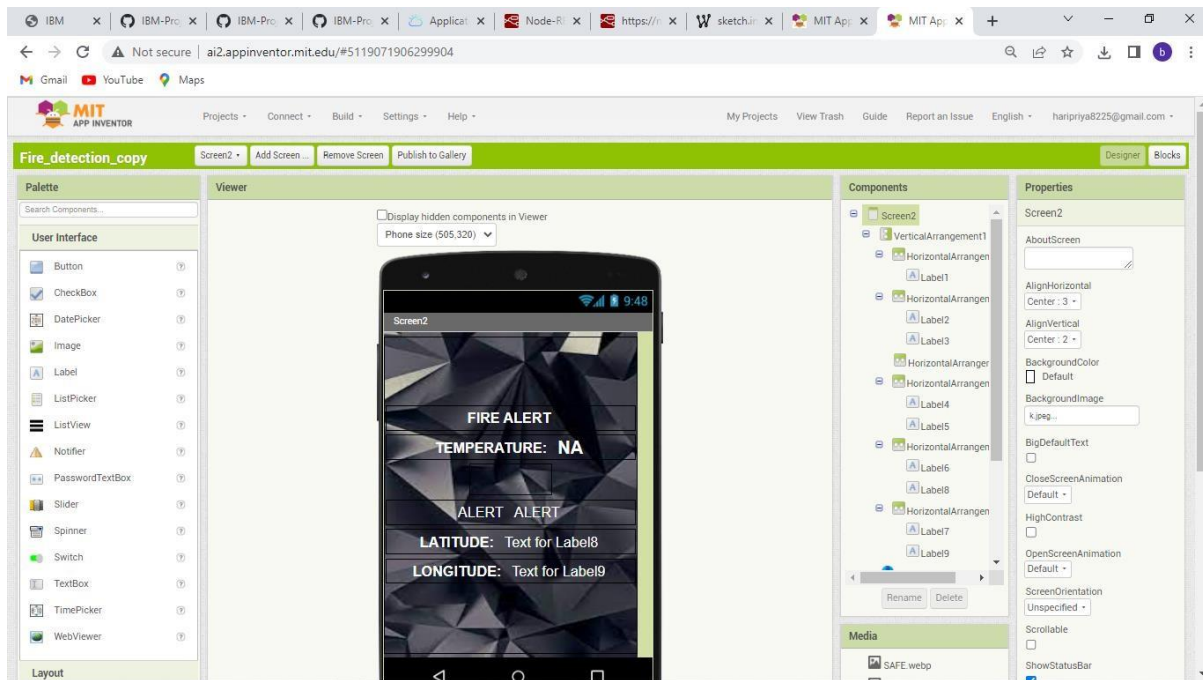 IBM
IBM-Pro
IBM-Pro
IBM-Pro
Applicat
Node-R
https://n
sketch.in
MIT App
MIT App
Not secure
ai2.appinventor.mit.edu/#5119071906299904
b
Gmail
YouTube
Maps
MIT
APP INVENTOR
Projects
Connect
Build
Settings
Help
My Projects
View Trash
Guide
Report an Issue
English
haripriya8225@gmail.com
Fire_detection_copy
Screen2
Add Screen ...
Remove Screen
Publish to Gallery
Designer
Blocks
Palette
Search Components...
User Interface
Button
CheckBox
DatePicker
Image
Label
ListPicker
ListView
Notifier
PasswordTextBox
Slider
Spinner
Switch
TextBox
TimePicker
WebViewer
Layout
Viewer
Display hidden components in Viewer
Phone size (505,320)
9:48
Screen2
FIRE ALERT
TEMPERATURE: NA
ALERT ALERT
LATITUDE: Text for Label8
LONGITUDE: Text for Label9
Components
Screen2
VerticalArrangement1
HorizontalArrangen
Label1
HorizontalArrangen
Label2
Label3
HorizontalArranger
HorizontalArrangen
Label4
Label5
HorizontalArrangen
Label6
Label8
HorizontalArrangen
Label7
Label9
Rename
Delete
Media
SAFE.webp
Properties
Screen2
AboutScreen
AlignHorizontal
Center : 3
AlignVertical
Center : 2
BackgroundColor
Default
BackgroundImage
k.jpeg...
BigDefaultText
CloseScreenAnimation
Default
HighContrast
OpenScreenAnimation
Default
ScreenOrientation
Unspecified
Scrollable
ShowStatusBar